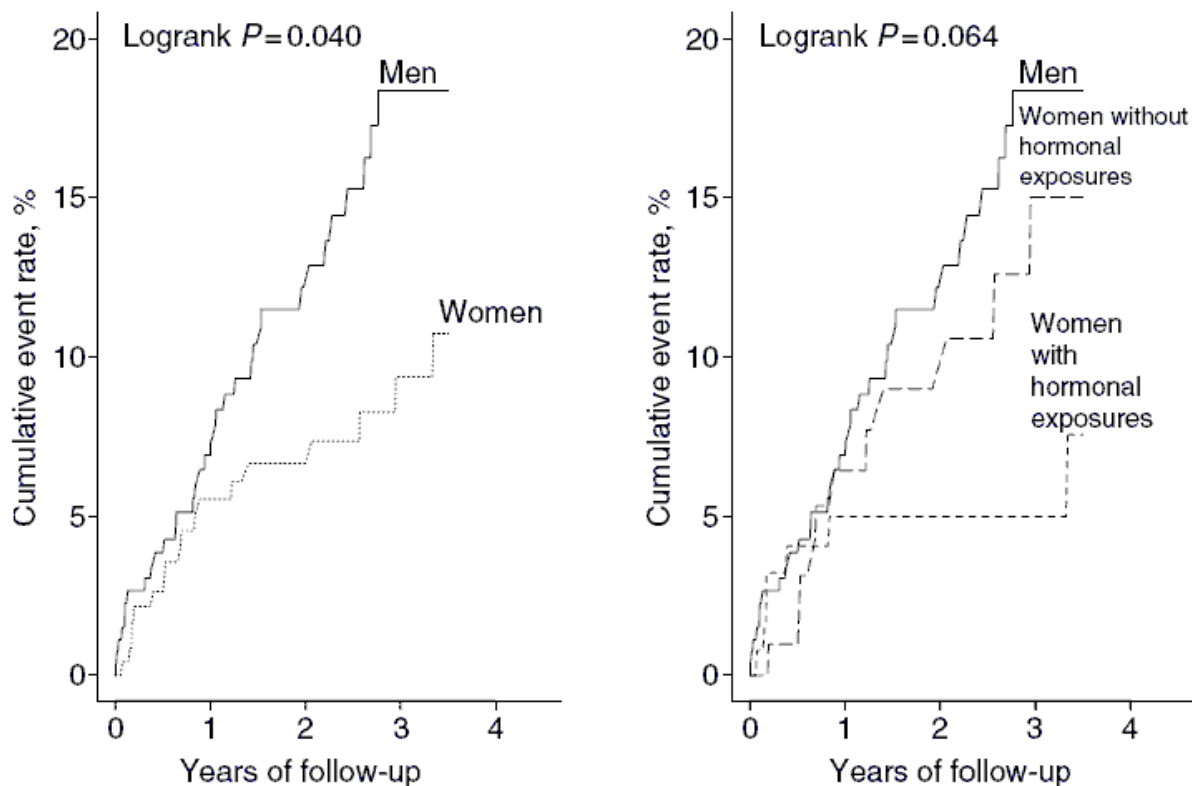 20
15
10
5
0
Cumulative event rate, %
Logrank P=0.040
Men
Women
0 1 2 3 4
Years of follow-up
20
15
10
5
0
Cumulative event rate, %
Logrank P=0.064
Men
Women without
hormonal
exposures
Women
with
hormonal
exposures
0 1 2 3 4
Years of follow-up